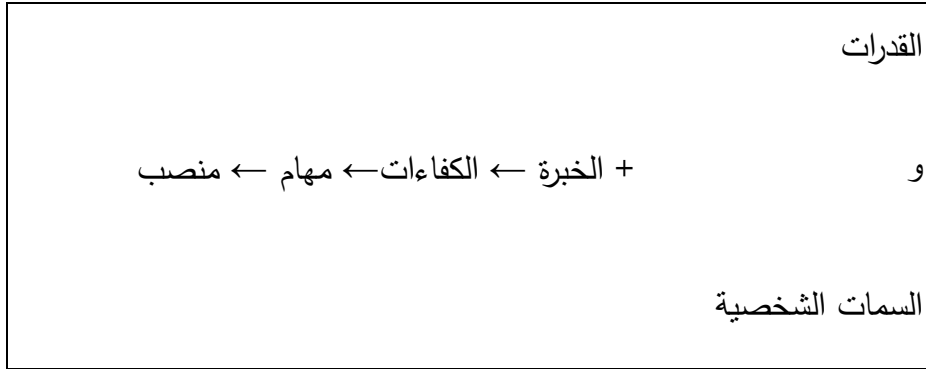 القدرات
و + الخبرة ← الكفاءات← مهام ← منصب
السمات الشخصية